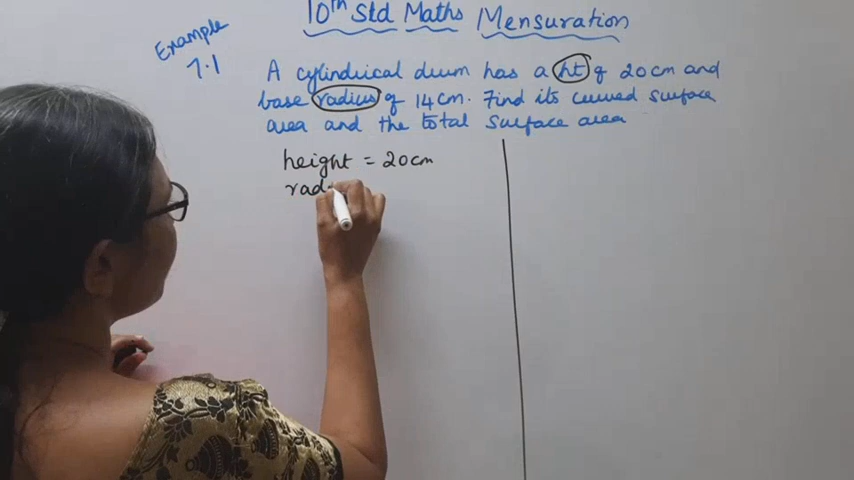 10th Std Maths Mensuration
Example
7.1
A cylindrical drum has a ht of 20cm and
base radius of 14cm. Find its curved surface
area and the total surface area
height = 20cm
rad